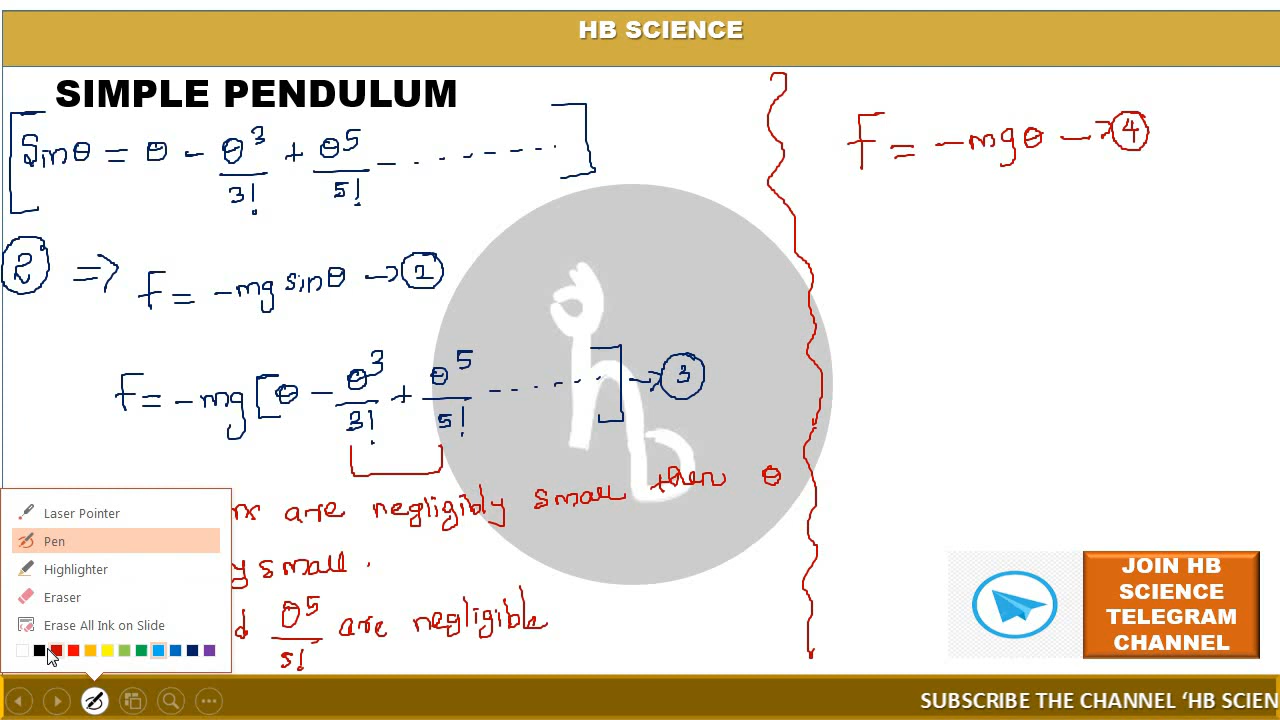 HB SCIENCE
SIMPLE PENDULUM
[Sinθ = θ - θ³/3! + θ⁵/5! - ........]
② => F = -mg sinθ → ①
F = -mg[θ - θ³/3! + θ⁵/5! - - - ......] → ③
are negligibly small then θ
small.
θ⁵/5! are negligible
F = -mgθ → ④
Laser Pointer
Pen
Highlighter
Eraser
Erase All Ink on Slide
JOIN HB
SCIENCE
TELEGRAM
CHANNEL
SUBSCRIBE THE CHANNEL ‘HB SCIEN